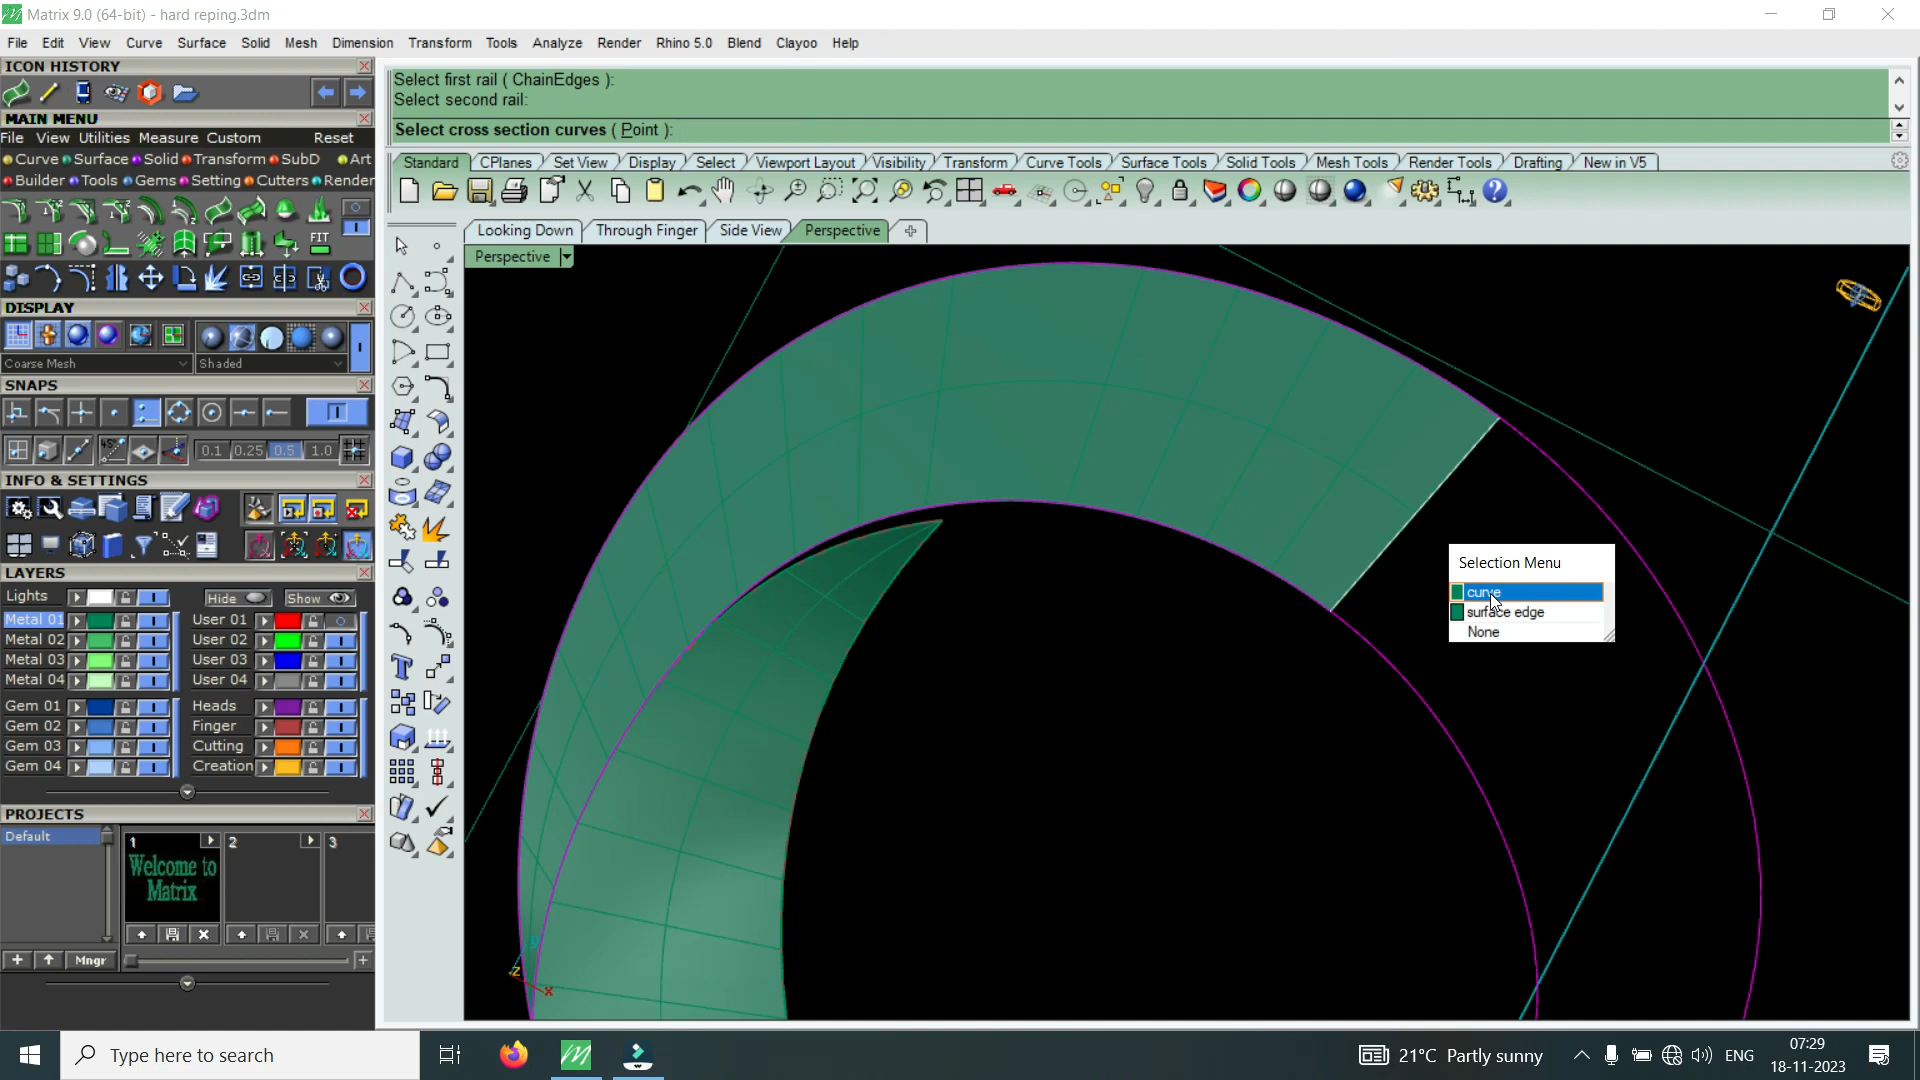 Matrix 9.0 (64-bit) - hard reping.3dm
File Edit View Curve Surface Solid Mesh Dimension Transform Tools Analyze Render Rhino 5.0 Blend Clayoo Help
ICON HISTORY
MAIN MENU
File View Utilities Measure Custom Reset
Curve Surface Solid Transform SubD Art
Builder Tools Gems Setting Cutters Render
FIT
DISPLAY
Coarse Mesh Shaded
SNAPS
0.1 0.25 0.5 1.0
INFO & SETTINGS
LAYERS
Lights Hide Show
Metal 01 User 01
Metal 02 User 02
Metal 03 User 03
Metal 04 User 04
Gem 01 Heads
Gem 02 Finger
Gem 03 Cutting
Gem 04 Creation
PROJECTS
Default
1 2 3
Welcome to
Matrix
Mngr
Select first rail ( ChainEdges ):
Select second rail:
Select cross section curves ( Point ):
Standard CPlanes Set View Display Select Viewport Layout Visibility Transform Curve Tools Surface Tools Solid Tools Mesh Tools Render Tools Drafting New in V5
Looking Down Through Finger Side View Perspective
Perspective
Selection Menu
curve
surface edge
None
y
z
x
Type here to search
21°C Partly sunny
ENG
07:29
18-11-2023